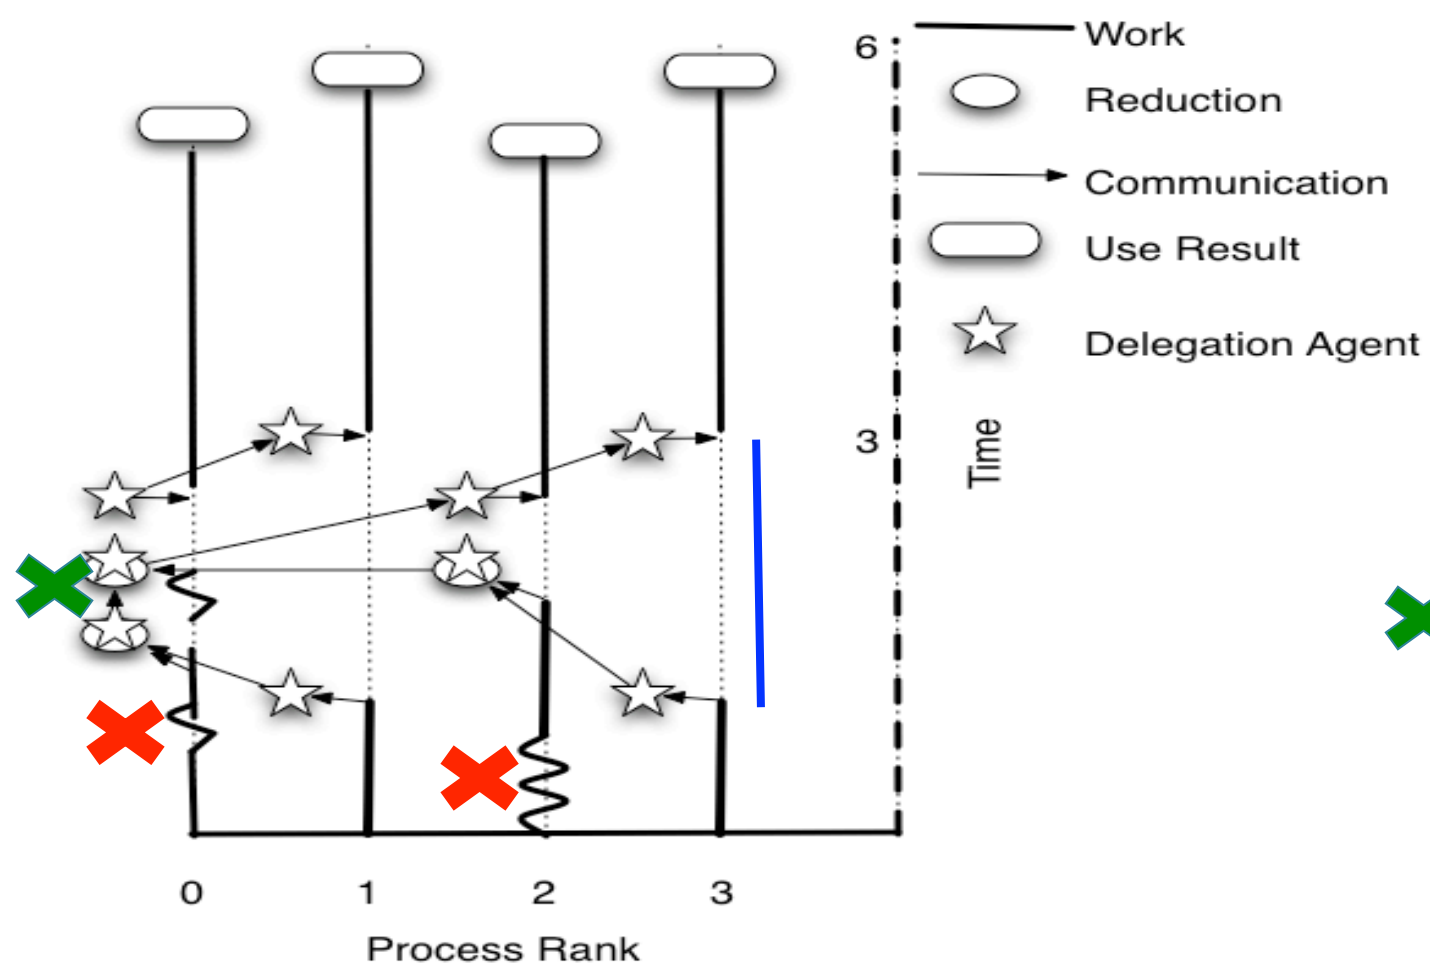 6
Work
Reduction
Communication
Use Result
Delegation Agent
3
Time
0 1 2 3
Process Rank